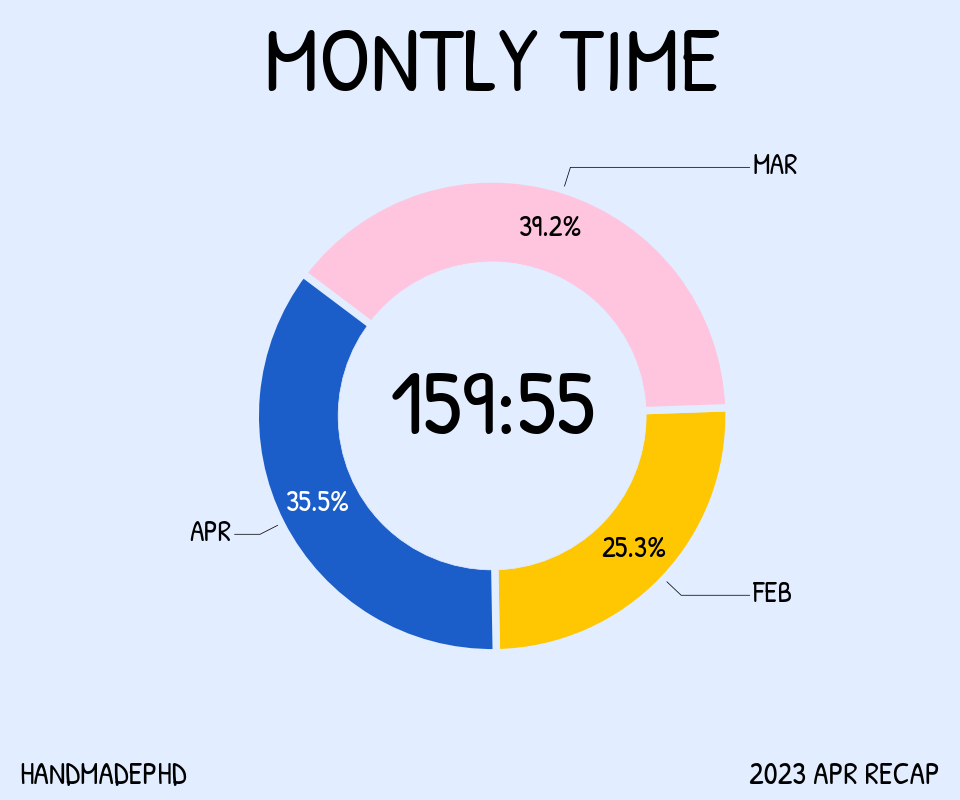 MONTLY TIME
MAR
39.2%
159:55
35.5%
APR
25.3%
FEB
HANDMADEPHD
2023 APR RECAP